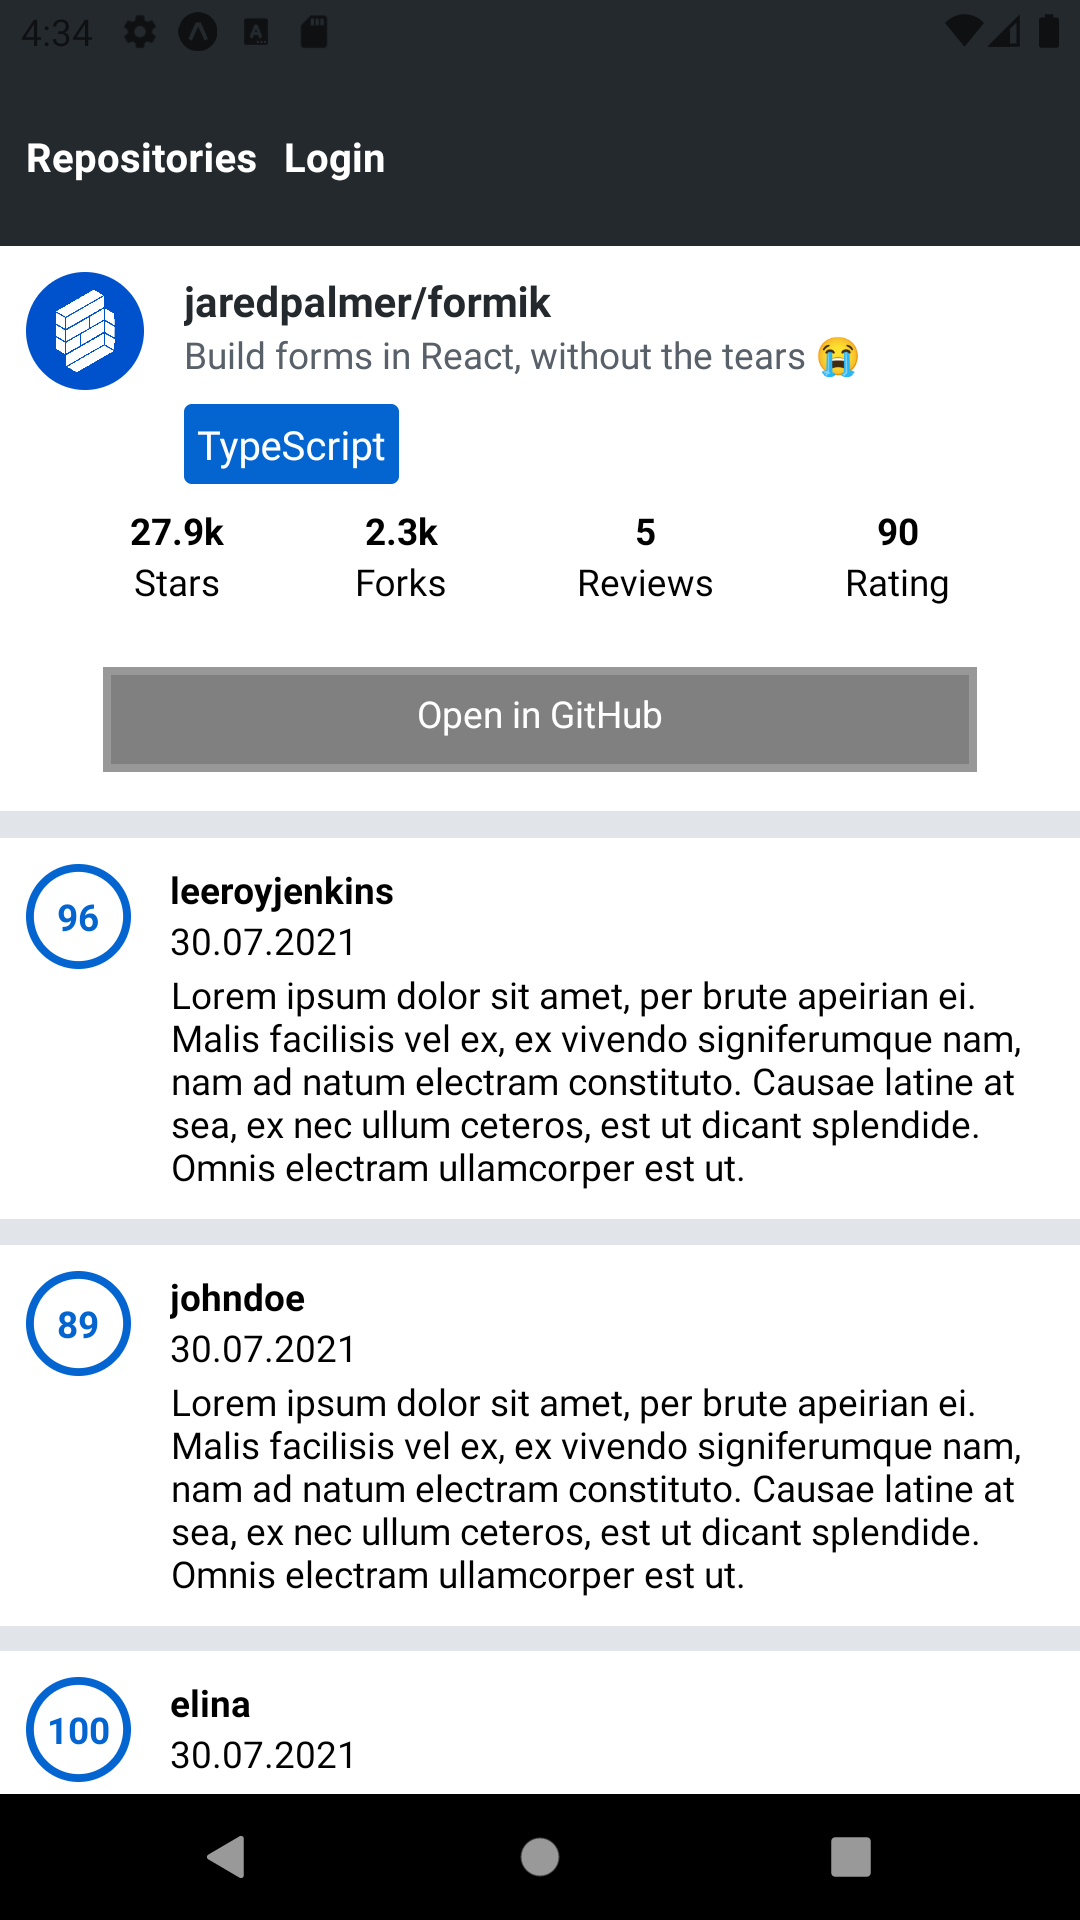 4:34
Repositories Login
jaredpalmer/formik
Build forms in React, without the tears 😭
TypeScript
27.9k 2.3k 5 90
Stars Forks Reviews Rating
Open in GitHub
96 leeroyjenkins
30.07.2021
Lorem ipsum dolor sit amet, per brute apeirian ei.
Malis facilisis vel ex, ex vivendo signiferumque nam,
nam ad natum electram constituto. Causae latine at
sea, ex nec ullum ceteros, est ut dicant splendide.
Omnis electram ullamcorper est ut.
89 johndoe
30.07.2021
Lorem ipsum dolor sit amet, per brute apeirian ei.
Malis facilisis vel ex, ex vivendo signiferumque nam,
nam ad natum electram constituto. Causae latine at
sea, ex nec ullum ceteros, est ut dicant splendide.
Omnis electram ullamcorper est ut.
100 elina
30.07.2021